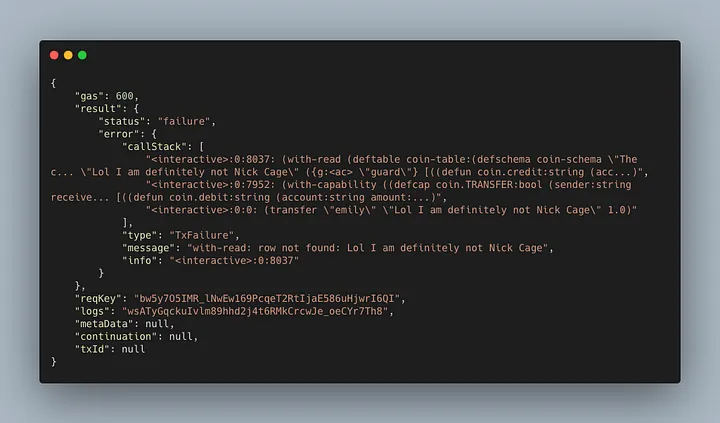 {
"gas": 600,
"result": {
"status": "failure",
"error": {
"callStack": [
"<interactive>:0:8037: (with-read (deftable coin-table:(defschema coin-schema \"The
c... \"Lol I am definitely not Nick Cage\" ({g:<ac> \"guard\"} [((defun coin.credit:string (acc...)",
"<interactive>:0:7952: (with-capability ((defcap coin.TRANSFER:bool (sender:string
receive... [((defun coin.debit:string (account:string amount:...)",
"<interactive>:0:0: (transfer \"emily\" \"Lol I am definitely not Nick Cage\" 1.0)"
],
"type": "TxFailure",
"message": "with-read: row not found: Lol I am definitely not Nick Cage",
"info": "<interactive>:0:8037"
}
},
"reqKey": "bw5y7O5IMR_lNwEw169PcqeT2RtIjaE586uHjwrI6QI",
"logs": "wsATyGqckuIvlm89hhd2j4t6RMkCrcwJe_oeCYr7Th8",
"metaData": null,
"continuation": null,
"txId": null
}